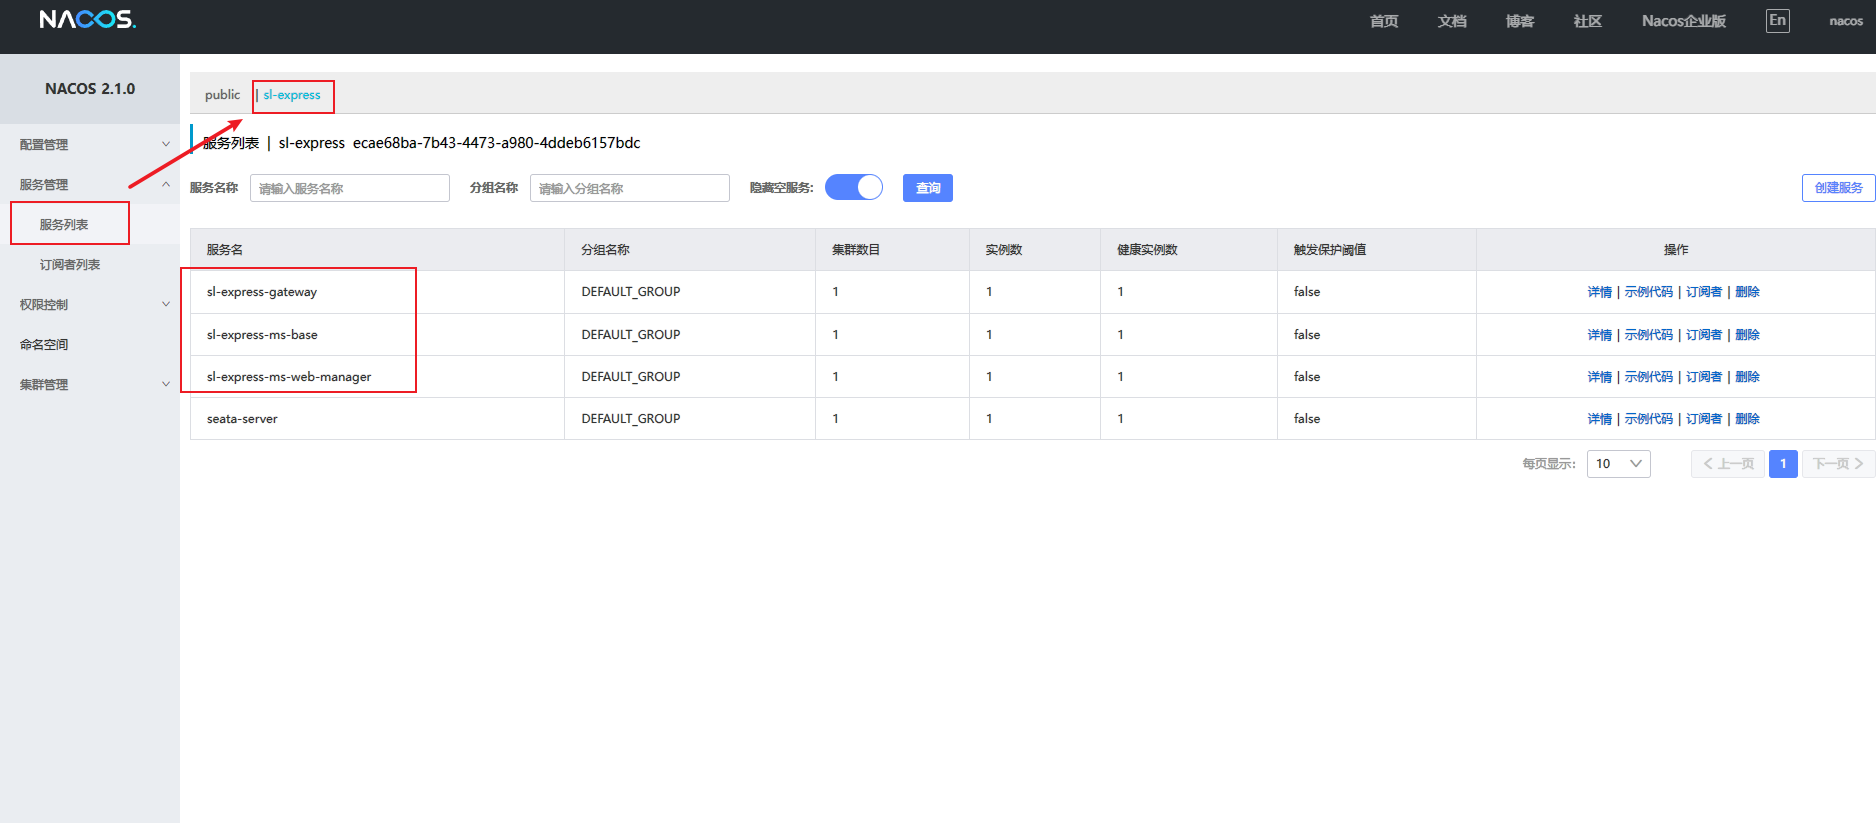 NACOS.
首页 文档 博客 社区 Nacos企业版 En nacos
NACOS 2.1.0
配置管理
服务管理
服务列表
订阅者列表
权限控制
命名空间
集群管理
public | sl-express
服务列表 | sl-express ecae68ba-7b43-4473-a980-4ddeb6157bdc
服务名称 请输入服务名称 分组名称 请输入分组名称 隐藏空服务: 查询 创建服务
服务名 分组名称 集群数目 实例数 健康实例数 触发保护阈值 操作
sl-express-gateway DEFAULT_GROUP 1 1 1 false 详情 | 示例代码 | 订阅者 | 删除
sl-express-ms-base DEFAULT_GROUP 1 1 1 false 详情 | 示例代码 | 订阅者 | 删除
sl-express-ms-web-manager DEFAULT_GROUP 1 1 1 false 详情 | 示例代码 | 订阅者 | 删除
seata-server DEFAULT_GROUP 1 1 1 false 详情 | 示例代码 | 订阅者 | 删除
每页显示: 10 上一页 1 下一页